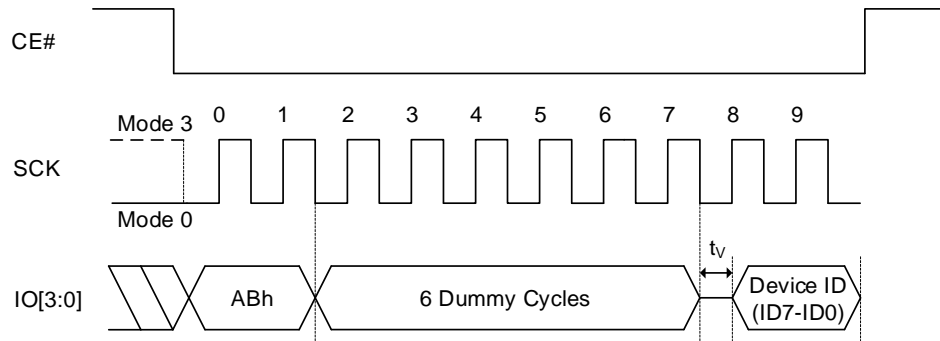 CE#
0 1 2 3 4 5 6 7 8 9
Mode 3
SCK
Mode 0
tV
IO[3:0]
ABh
6 Dummy Cycles
Device ID
(ID7-ID0)